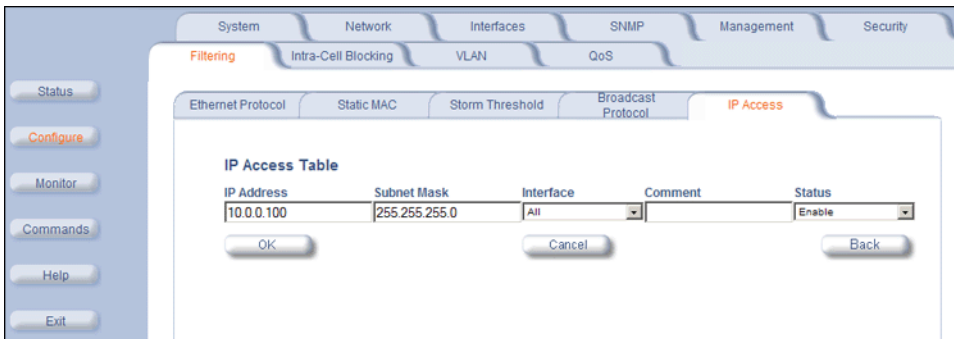 System Network Interfaces SNMP Management Security
Filtering Intra-Cell Blocking VLAN QoS
Status
Ethernet Protocol Static MAC Storm Threshold Broadcast Protocol IP Access
Configure
IP Access Table
Monitor
IP Address Subnet Mask Interface Comment Status
10.0.0.100 255.255.255.0 All Enable
Commands
OK Cancel Back
Help
Exit